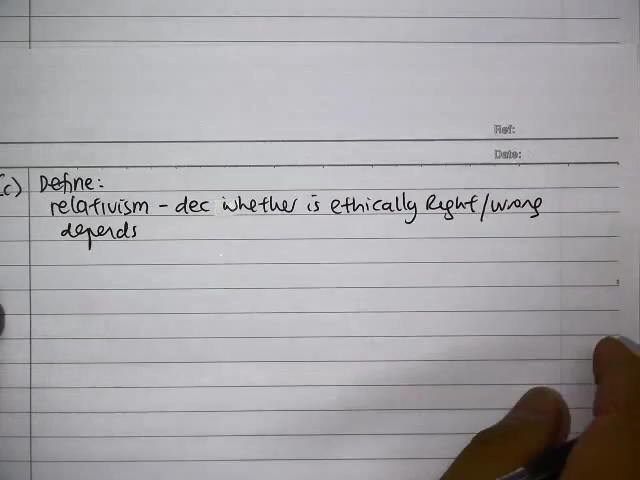 Ref:
Date:
(c) Define:
relativism - dec whether is ethically Right/wrong
depends